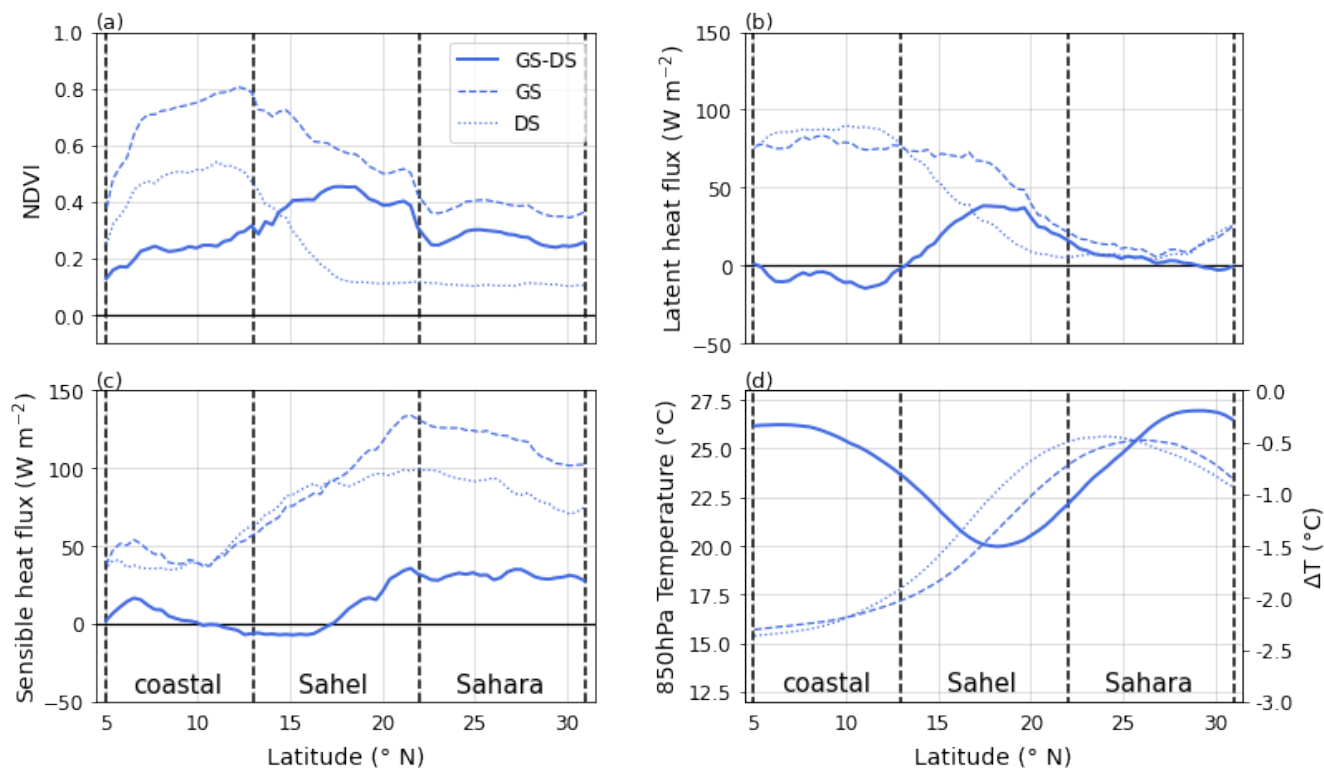 (a)
1.0
0.8
0.6
0.4
0.2
0.0
NDVI
GS-DS
GS
DS
(b)
150
100
50
0
−50
Latent heat flux (W m⁻²)
(c)
150
100
50
0
−50
Sensible heat flux (W m⁻²)
coastal Sahel Sahara
5 10 15 20 25 30
Latitude (° N)
(d)
27.5
25.0
22.5
20.0
17.5
15.0
12.5
850hPa Temperature (°C)
0.0
-0.5
-1.0
-1.5
-2.0
-2.5
-3.0
ΔT (°C)
coastal Sahel Sahara
5 10 15 20 25 30
Latitude (° N)